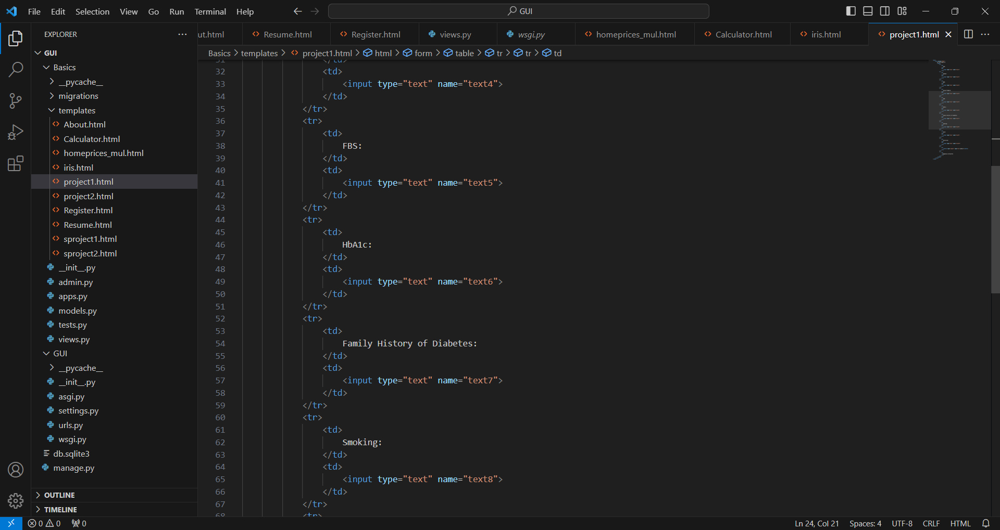 File Edit Selection View Go Run Terminal Help GUI
EXPLORER
GUI
Basics
__pycache__
migrations
templates
About.html
Calculator.html
homeprices_mul.html
iris.html
project1.html
project2.html
Register.html
Resume.html
sproject1.html
sproject2.html
__init__.py
admin.py
apps.py
models.py
tests.py
views.py
GUI
__pycache__
__init__.py
asgi.py
settings.py
urls.py
wsgi.py
db.sqlite3
manage.py
OUTLINE
TIMELINE
ut.html Resume.html Register.html views.py wsgi.py homeprices_mul.html Calculator.html iris.html project1.html
Basics > templates > project1.html > html > form > table > tr > tr > td
31 </td>
32 <td>
33 <input type="text" name="text4">
34 </td>
35 </tr>
36 <tr>
37 <td>
38 FBS:
39 </td>
40 <td>
41 <input type="text" name="text5">
42 </td>
43 </tr>
44 <tr>
45 <td>
46 HbA1c:
47 </td>
48 <td>
49 <input type="text" name="text6">
50 </td>
51 </tr>
52 <tr>
53 <td>
54 Family History of Diabetes:
55 </td>
56 <td>
57 <input type="text" name="text7">
58 </td>
59 </tr>
60 <tr>
61 <td>
62 Smoking:
63 </td>
64 <td>
65 <input type="text" name="text8">
66 </td>
67 </tr>
68 <tr>
0 0 0 Ln 24, Col 21 Spaces: 4 UTF-8 CRLF HTML